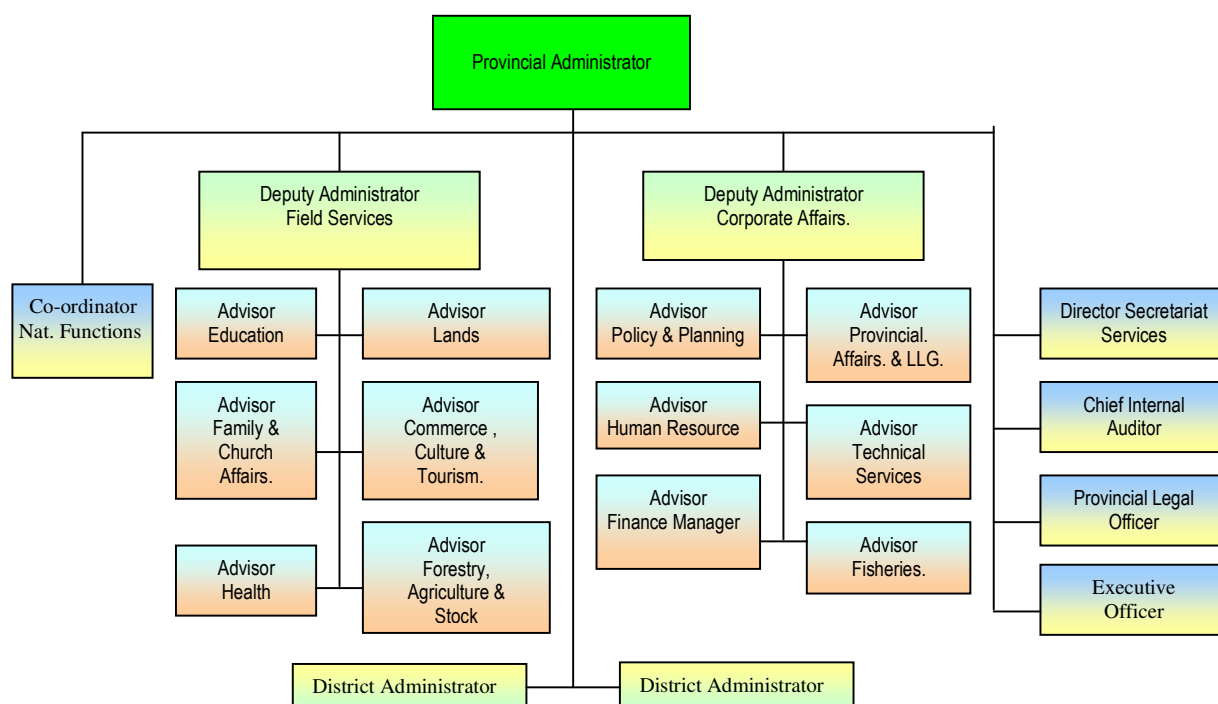 Provincial Administrator
Deputy Administrator
Field Services
Deputy Administrator
Corporate Affairs.
Co-ordinator
Nat. Functions
Advisor
Education
Advisor
Lands
Advisor
Policy & Planning
Advisor
Provincial.
Affairs. & LLG.
Director Secretariat
Services
Advisor
Family &
Church
Affairs.
Advisor
Commerce ,
Culture &
Tourism.
Advisor
Human Resource
Advisor
Technical
Services
Chief Internal
Auditor
Advisor
Finance Manager
Provincial Legal
Officer
Advisor
Health
Advisor
Forestry,
Agriculture &
Stock
Advisor
Fisheries.
Executive
Officer
District Administrator
District Administrator